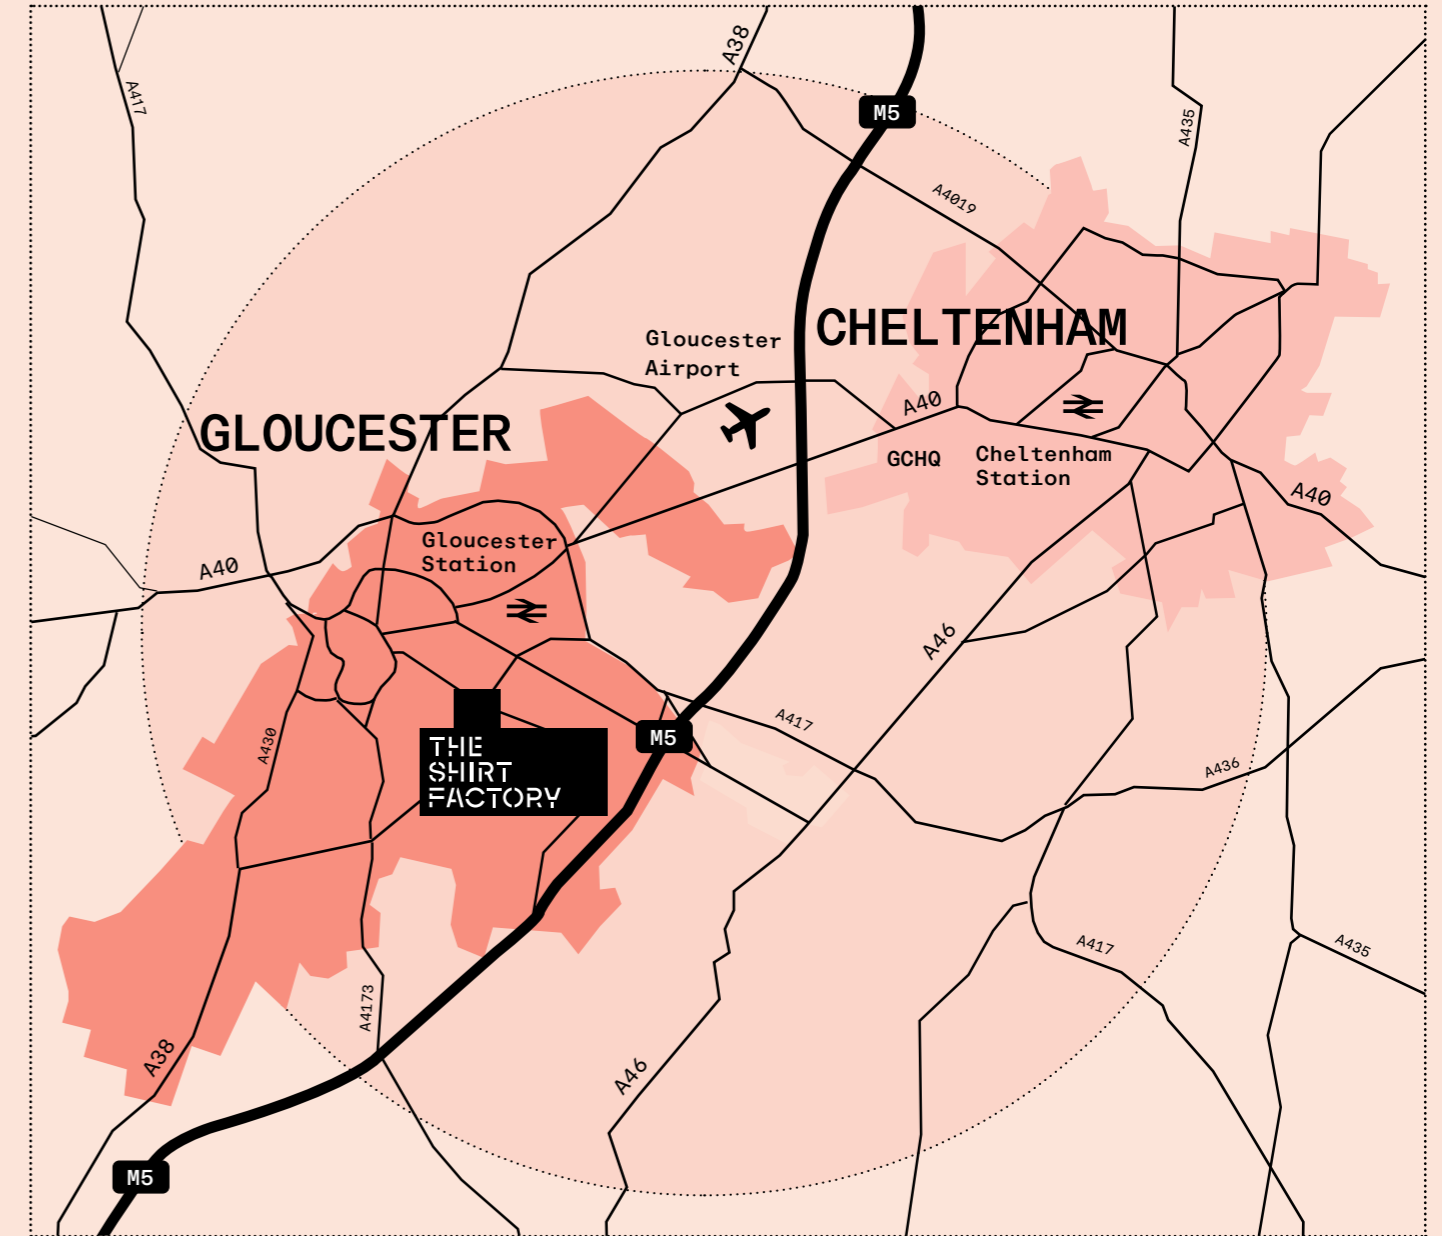 A38
A417
M5
A435
A4019
CHELTENHAM
Gloucester
Airport
A40
GLOUCESTER
GCHQ
Cheltenham
Station
A40
Gloucester
Station
A40
A46
A417
A430
M5
THE
SHIRT
FACTORY
A436
A417
A435
A4173
A38
A46
M5